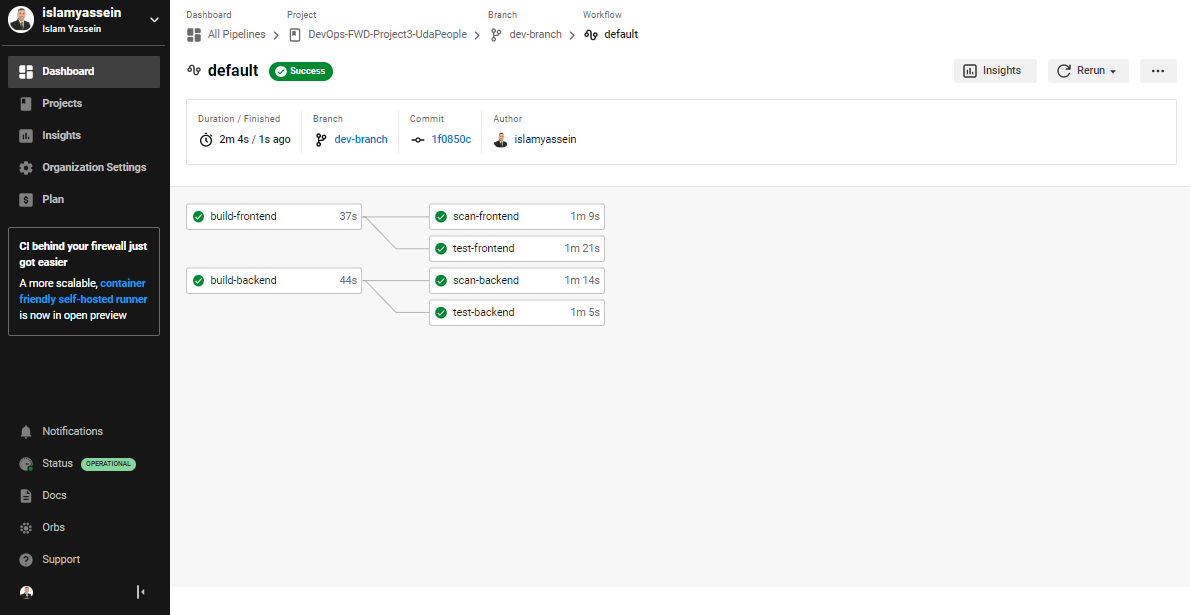 islamyassein
Islam Yassein
Dashboard
Projects
Insights
Organization Settings
Plan
CI behind your firewall just
got easier
A more scalable, container
friendly self-hosted runner
is now in open preview
Notifications
Status OPERATIONAL
Docs
Orbs
Support
Dashboard Project Branch Workflow
All Pipelines DevOps-FWD-Project3-UdaPeople dev-branch default
default Success Insights Rerun
Duration / Finished Branch Commit Author
2m 4s / 1s ago dev-branch 1f0850c islamyassein
build-frontend 37s scan-frontend 1m 9s
test-frontend 1m 21s
build-backend 44s scan-backend 1m 14s
test-backend 1m 5s